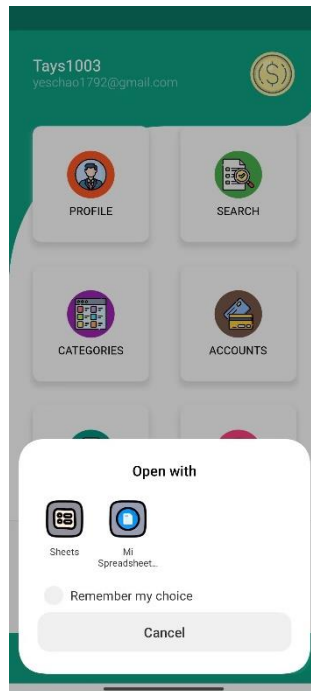 Tays1003
yeschao1792@gmail.com
PROFILE
SEARCH
CATEGORIES
ACCOUNTS
Open with
Sheets
Mi
Spreadsheet...
Remember my choice
Cancel